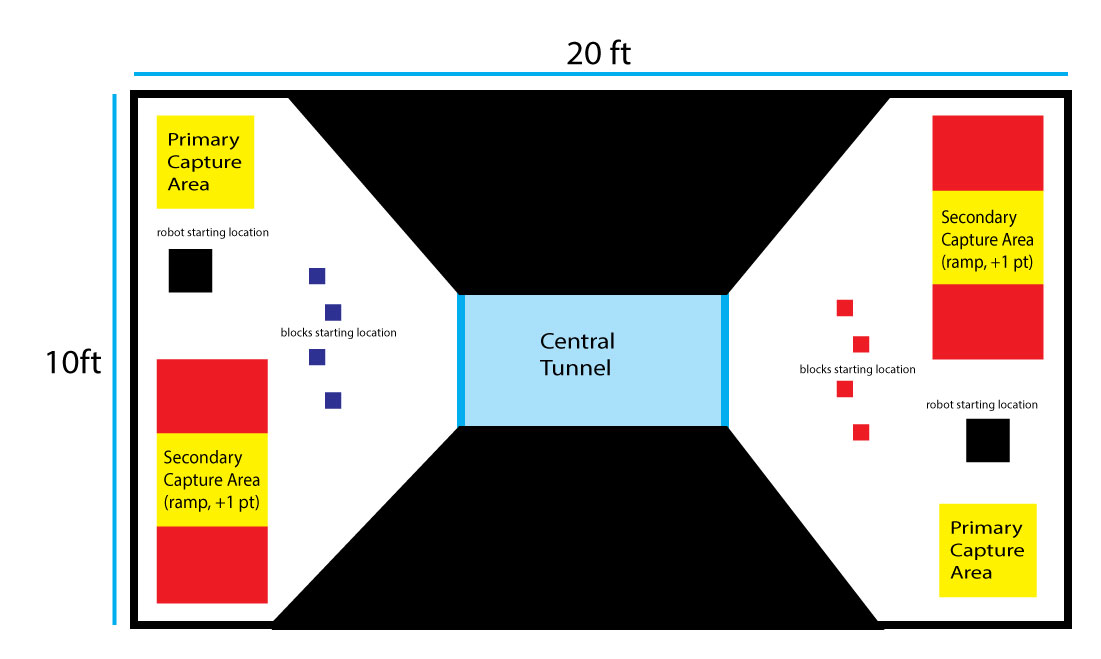 20 ft
10ft
Primary
Capture
Area
robot starting location
blocks starting location
Secondary
Capture Area
(ramp, +1 pt)
Central
Tunnel
Secondary
Capture Area
(ramp, +1 pt)
blocks starting location
robot starting location
Primary
Capture
Area